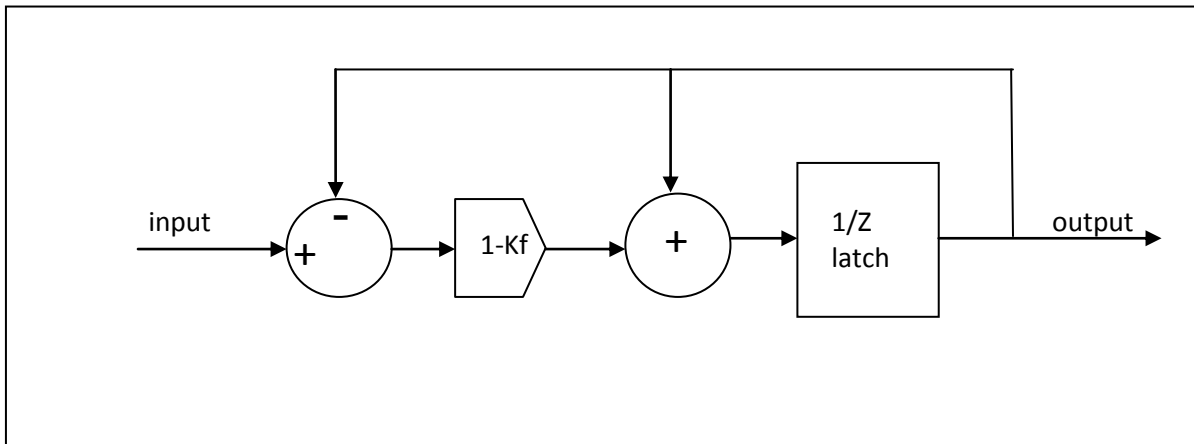 input
-
+
1-Kf
+
1/Z
latch
output